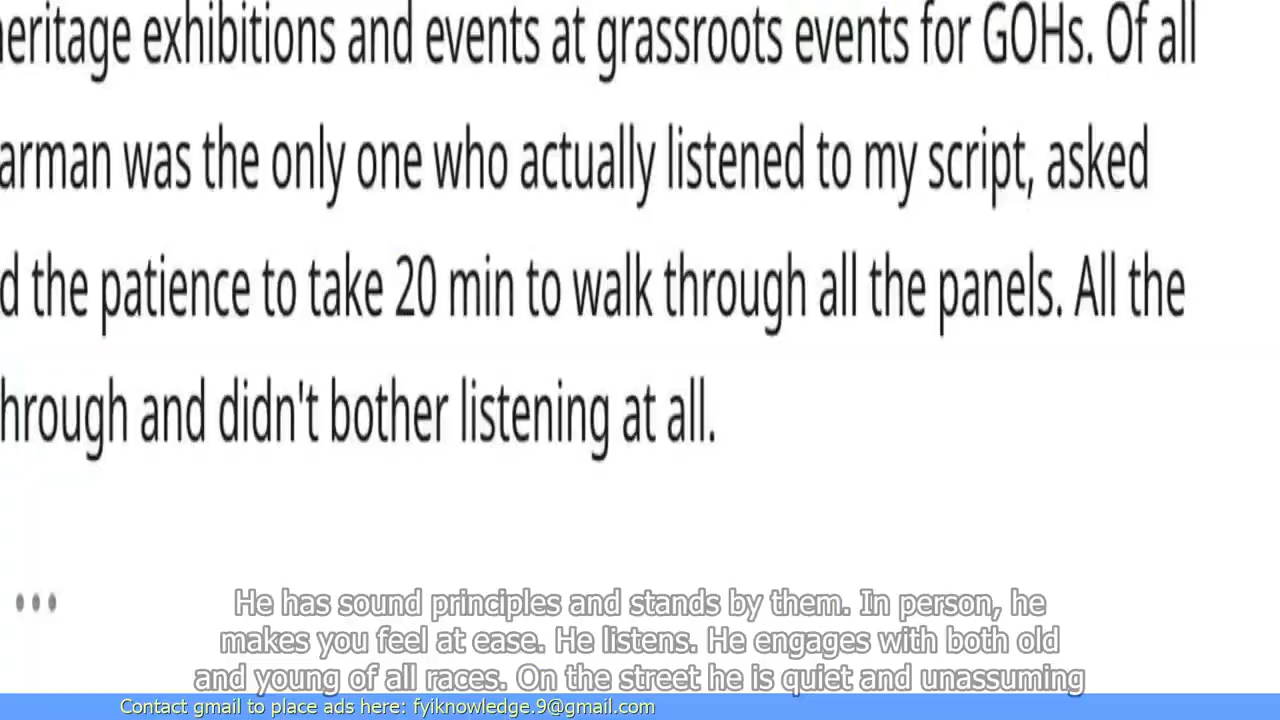 heritage exhibitions and events at grassroots events for GOHs. Of all
arman was the only one who actually listened to my script, asked
d the patience to take 20 min to walk through all the panels. All the
hrough and didn't bother listening at all.
...
He has sound principles and stands by them. In person, he
makes you feel at ease. He listens. He engages with both old
and young of all races. On the street he is quiet and unassuming
Contact gmail to place ads here: fyiknowledge.9@gmail.com